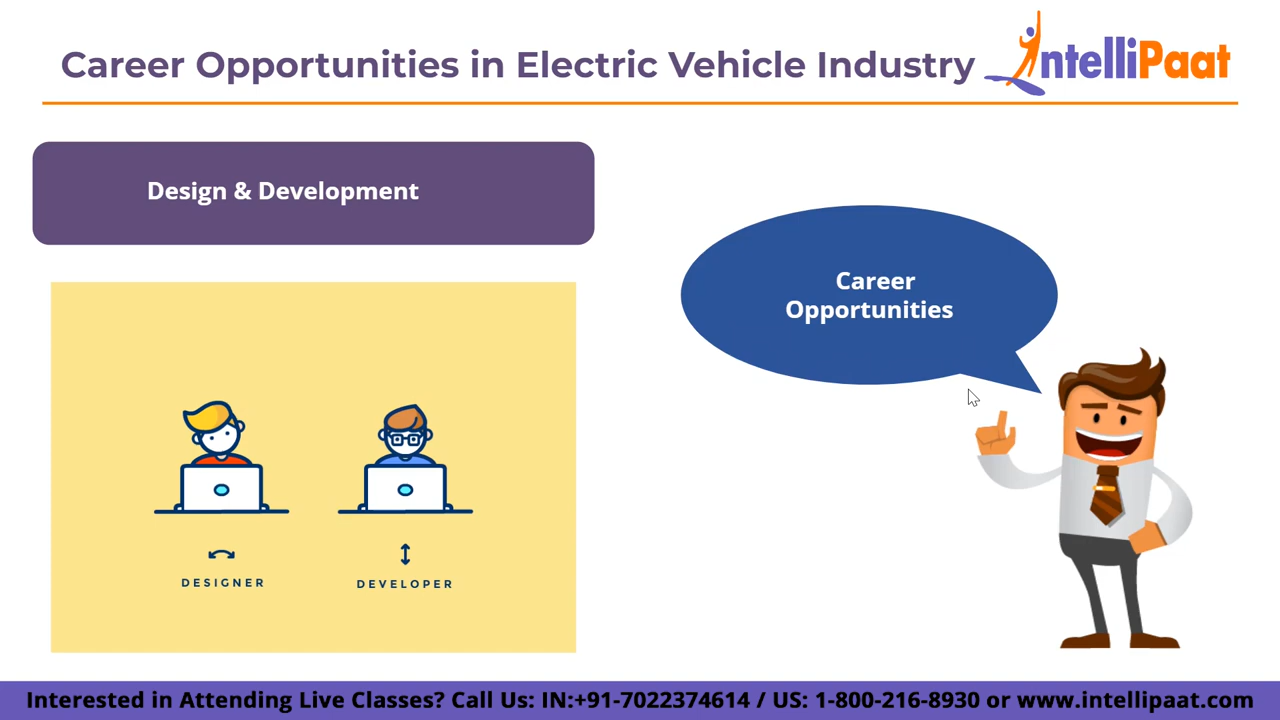 Career Opportunities in Electric Vehicle Industry
IntelliPaat
Design & Development
Career
Opportunities
DESIGNER
DEVELOPER
Interested in Attending Live Classes? Call Us: IN:+91-7022374614 / US: 1-800-216-8930 or www.intellipaat.com